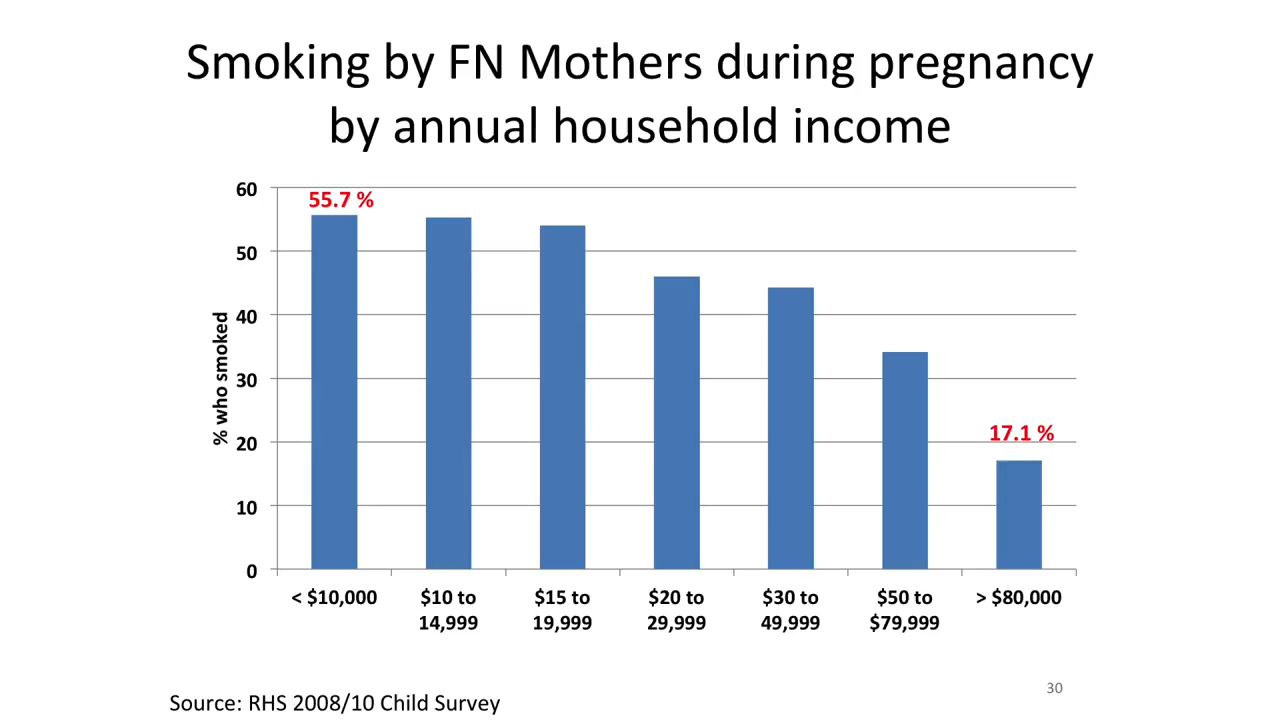 Smoking by FN Mothers during pregnancy
by annual household income
60
55.7 %
50
40
30
20
10
0
% who smoked
17.1 %
< $10,000
$10 to
14,999
$15 to
19,999
$20 to
29,999
$30 to
49,999
$50 to
$79,999
> $80,000
30
Source: RHS 2008/10 Child Survey